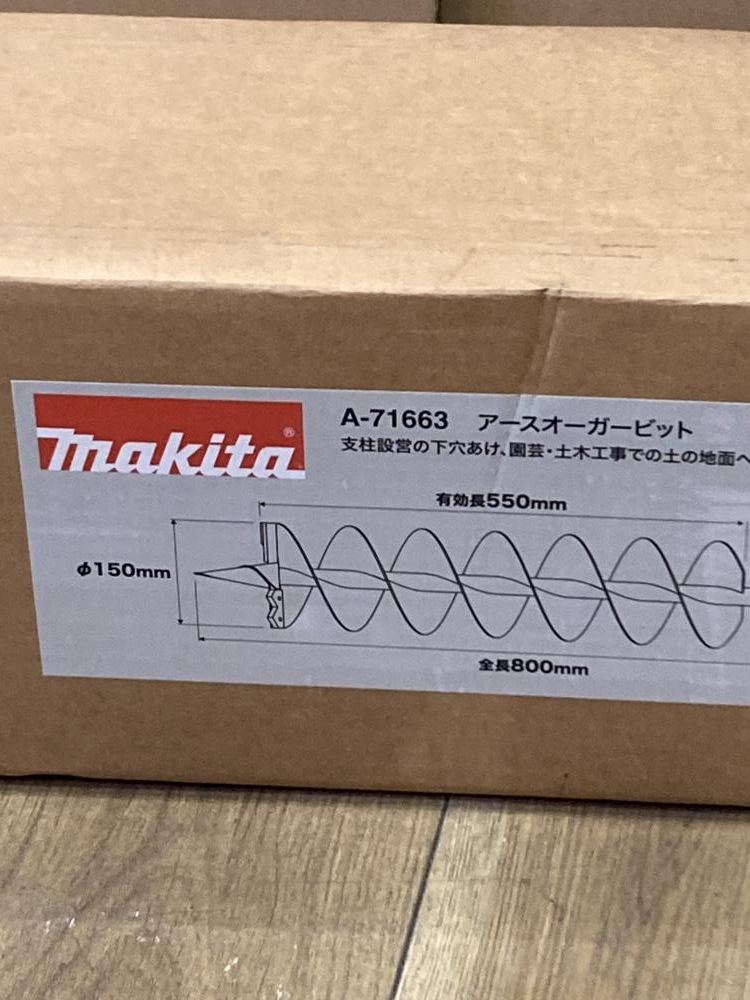 makita®
A-71663 アースオーガービット
支柱設営の下穴あけ、園芸・土木工事での土の地面へ
有効長550mm
φ150mm
全長800mm